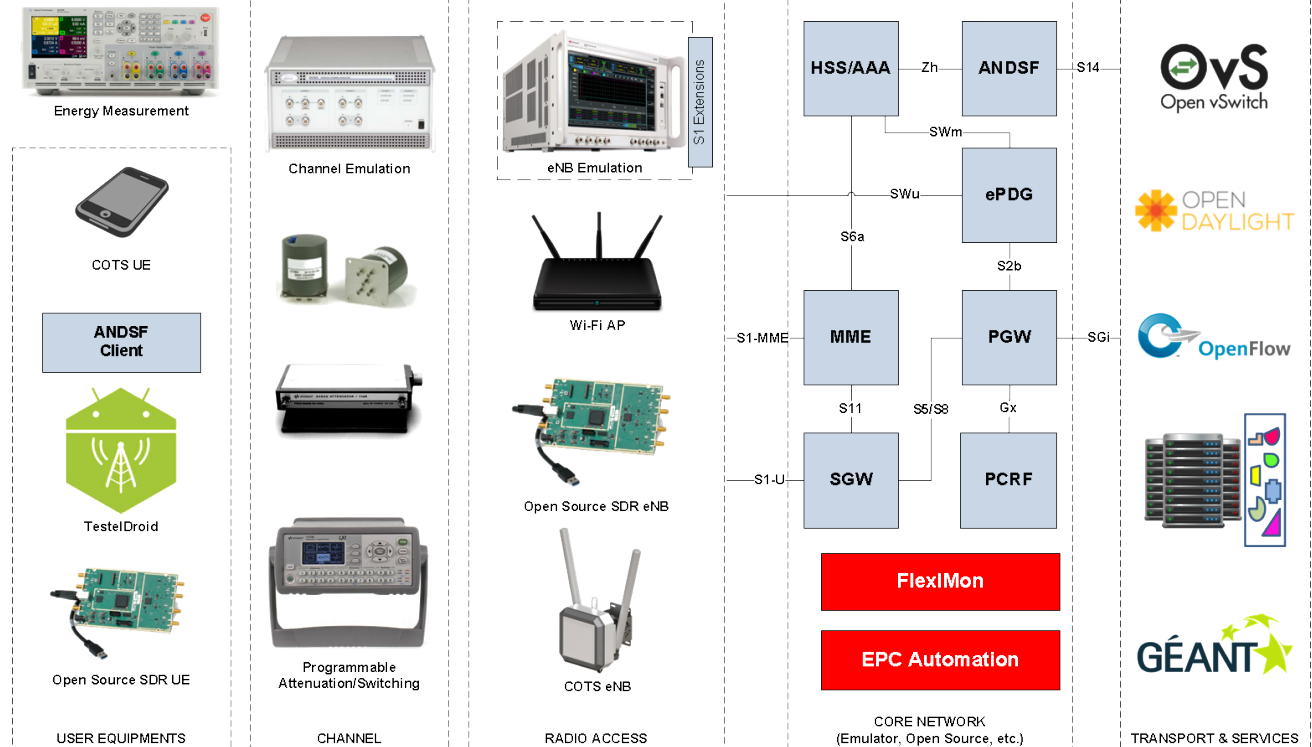 Energy Measurement
COTS UE
ANDSF
Client
TestelDroid
Open Source SDR UE
USER EQUIPMENTS
Channel Emulation
Programmable
Attenuation/Switching
CHANNEL
S1 Extensions
eNB Emulation
Wi-Fi AP
Open Source SDR eNB
COTS eNB
RADIO ACCESS
HSS/AAA
Zh
ANDSF
S14
SWm
SWu
ePDG
S6a
S2b
S1-MME
MME
PGW
SGi
S11
S5/S8
Gx
S1-U
SGW
PCRF
FlexIMon
EPC Automation
CORE NETWORK
(Emulator, Open Source, etc.)
OvS
Open vSwitch
OPEN
DAYLIGHT
OpenFlow
GÉANT
TRANSPORT & SERVICES